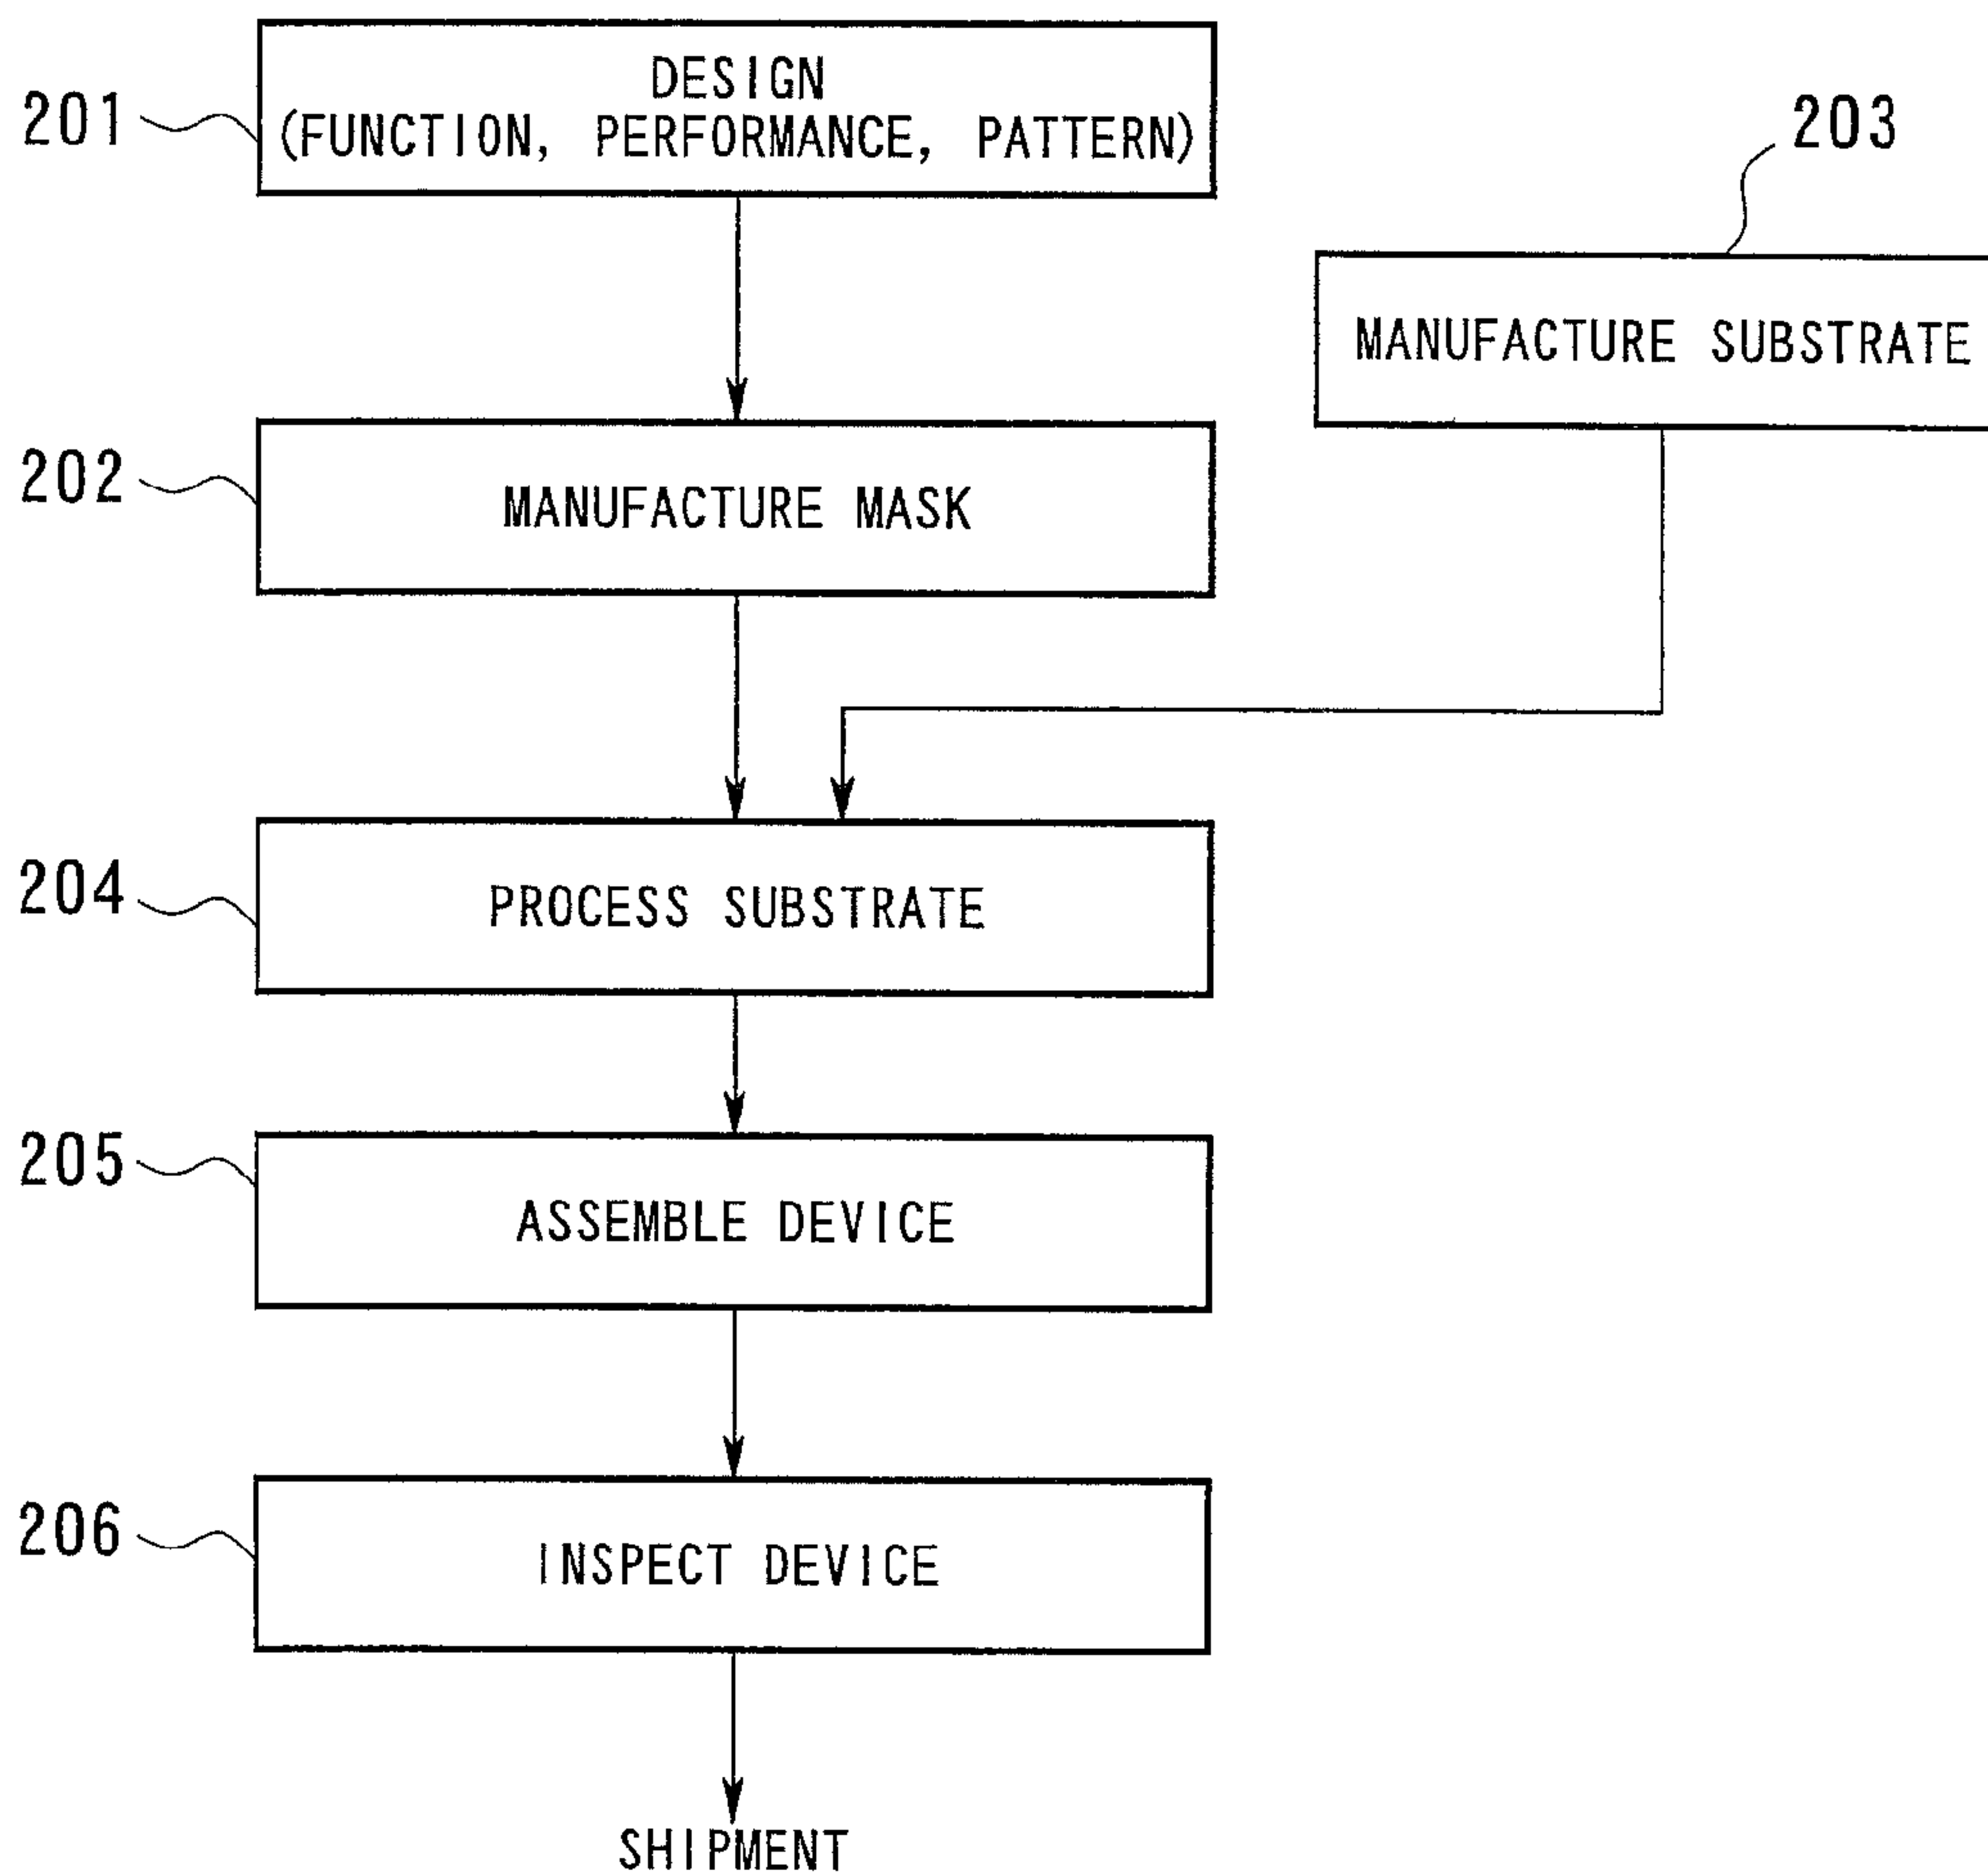 201
DESIGN
(FUNCTION, PERFORMANCE, PATTERN)
203
MANUFACTURE SUBSTRATE
202
MANUFACTURE MASK
204
PROCESS SUBSTRATE
205
ASSEMBLE DEVICE
206
INSPECT DEVICE
SHIPMENT